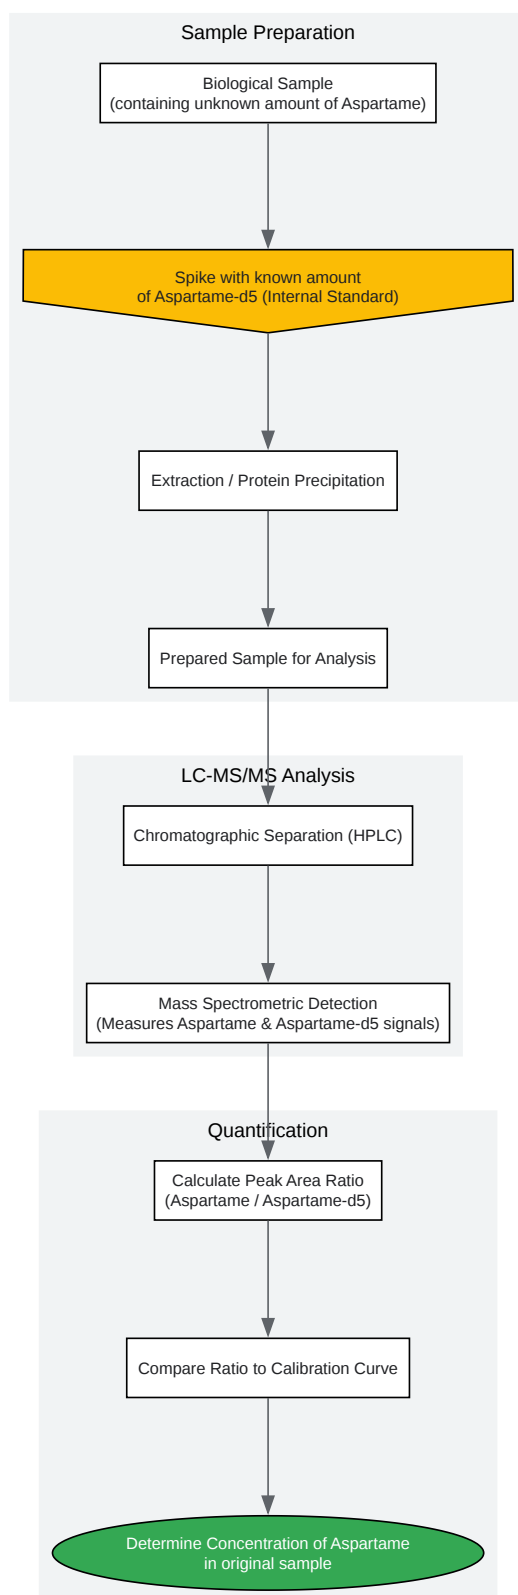 Sample Preparation
Biological Sample
(containing unknown amount of Aspartame)
Spike with known amount
of Aspartame-d5 (Internal Standard)
Extraction / Protein Precipitation
Prepared Sample for Analysis
LC-MS/MS Analysis
Chromatographic Separation (HPLC)
Mass Spectrometric Detection
(Measures Aspartame & Aspartame-d5 signals)
Quantification
Calculate Peak Area Ratio
(Aspartame / Aspartame-d5)
Compare Ratio to Calibration Curve
Determine Concentration of Aspartame
in original sample